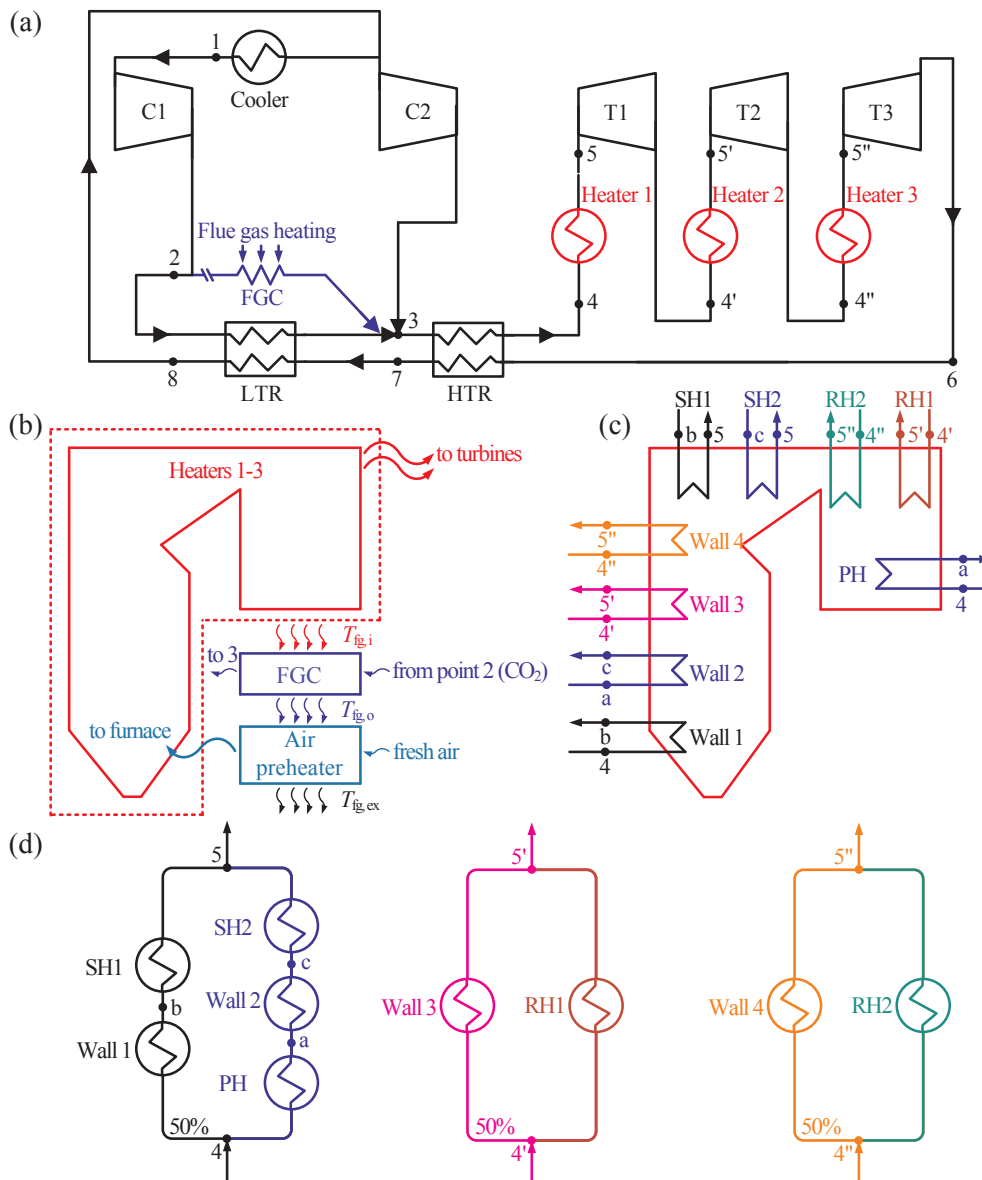 (a)
1
Cooler
C1
C2
T1
T2
T3
5
5'
5"
Heater 1
Heater 2
Heater 3
Flue gas heating
2
FGC
3
4
4'
4"
8
LTR
7
HTR
6
(b)
Heaters 1-3
to turbines
Tfg,i
to 3
FGC
from point 2 (CO2)
Tfg,o
to furnace
Air
preheater
fresh air
Tfg,ex
(c)
SH1
SH2
RH2
RH1
b
5
c
5
5"
4"
5'
4'
5"
Wall 4
4"
PH
a
4
5'
Wall 3
4'
c
Wall 2
a
b
Wall 1
4
(d)
5
5'
5"
SH2
SH1
c
b
Wall 2
Wall 3
RH1
Wall 4
RH2
Wall 1
a
PH
50%
50%
50%
4
4'
4"